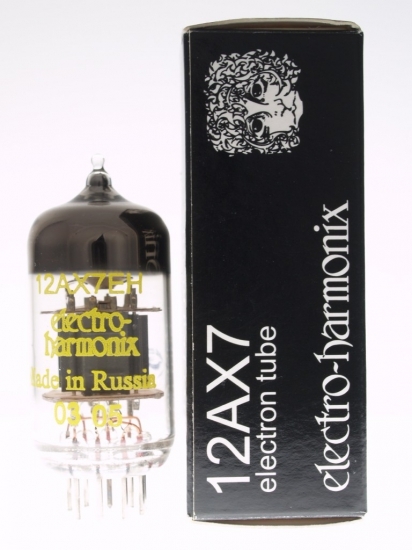 12AX7EH
electro-
harmonix
Made in Russia
03 05
12AX7
electron tube
electro-harmonix